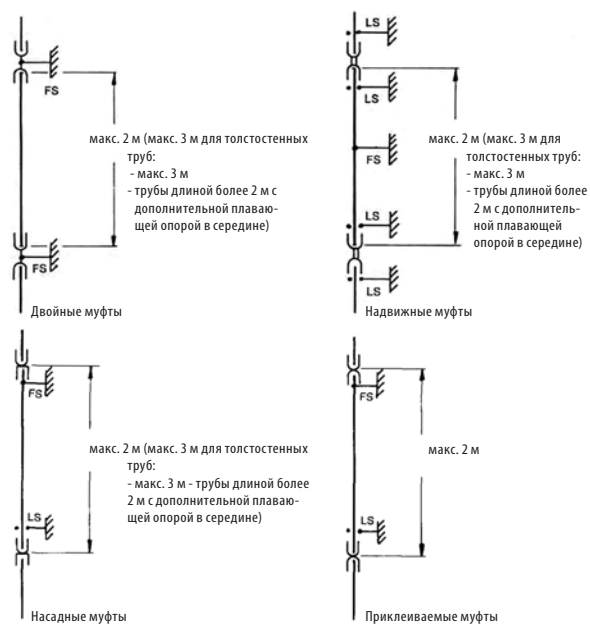 FS
макс. 2 м (макс. 3 м для толстостенных
труб:
- макс. 3 м
- трубы длиной более 2 м с
дополнительной плаваю-
щей опорой в середине)
FS
Двойные муфты
LS
LS
макс. 2 м (макс. 3 м для
толстостенных труб:
- макс. 3 м
- трубы длиной более
2 м с дополнитель-
ной плавающей
опорой в середине)
FS
LS
LS
Надвижные муфты
FS
макс. 2 м (макс. 3 м для толстостенных
труб:
- макс. 3 м - трубы длиной более
2 м с дополнительной плаваю-
щей опорой в середине)
LS
Насадные муфты
FS
макс. 2 м
LS
Приклеиваемые муфты